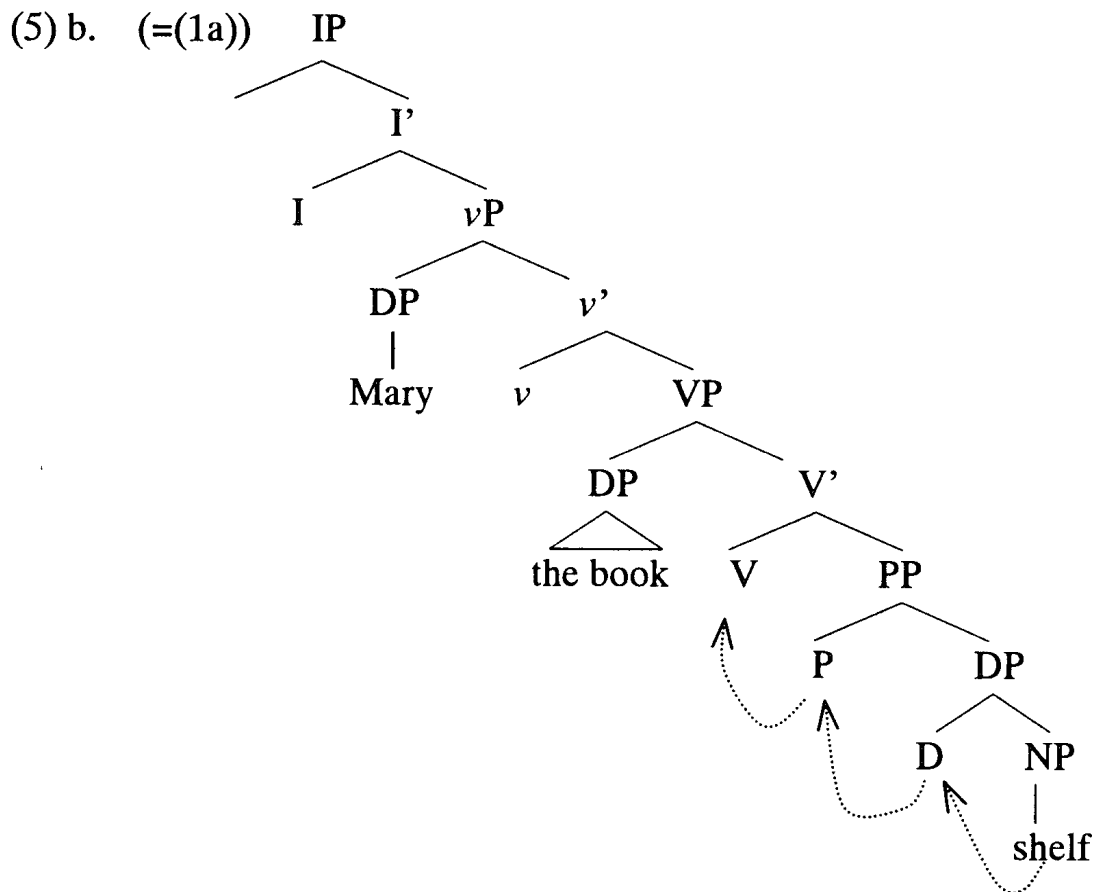 (5) b. (=(1a)) IP
I’
I vP
DP v’
Mary v VP
DP V’
the book V PP
P DP
D NP
shelf